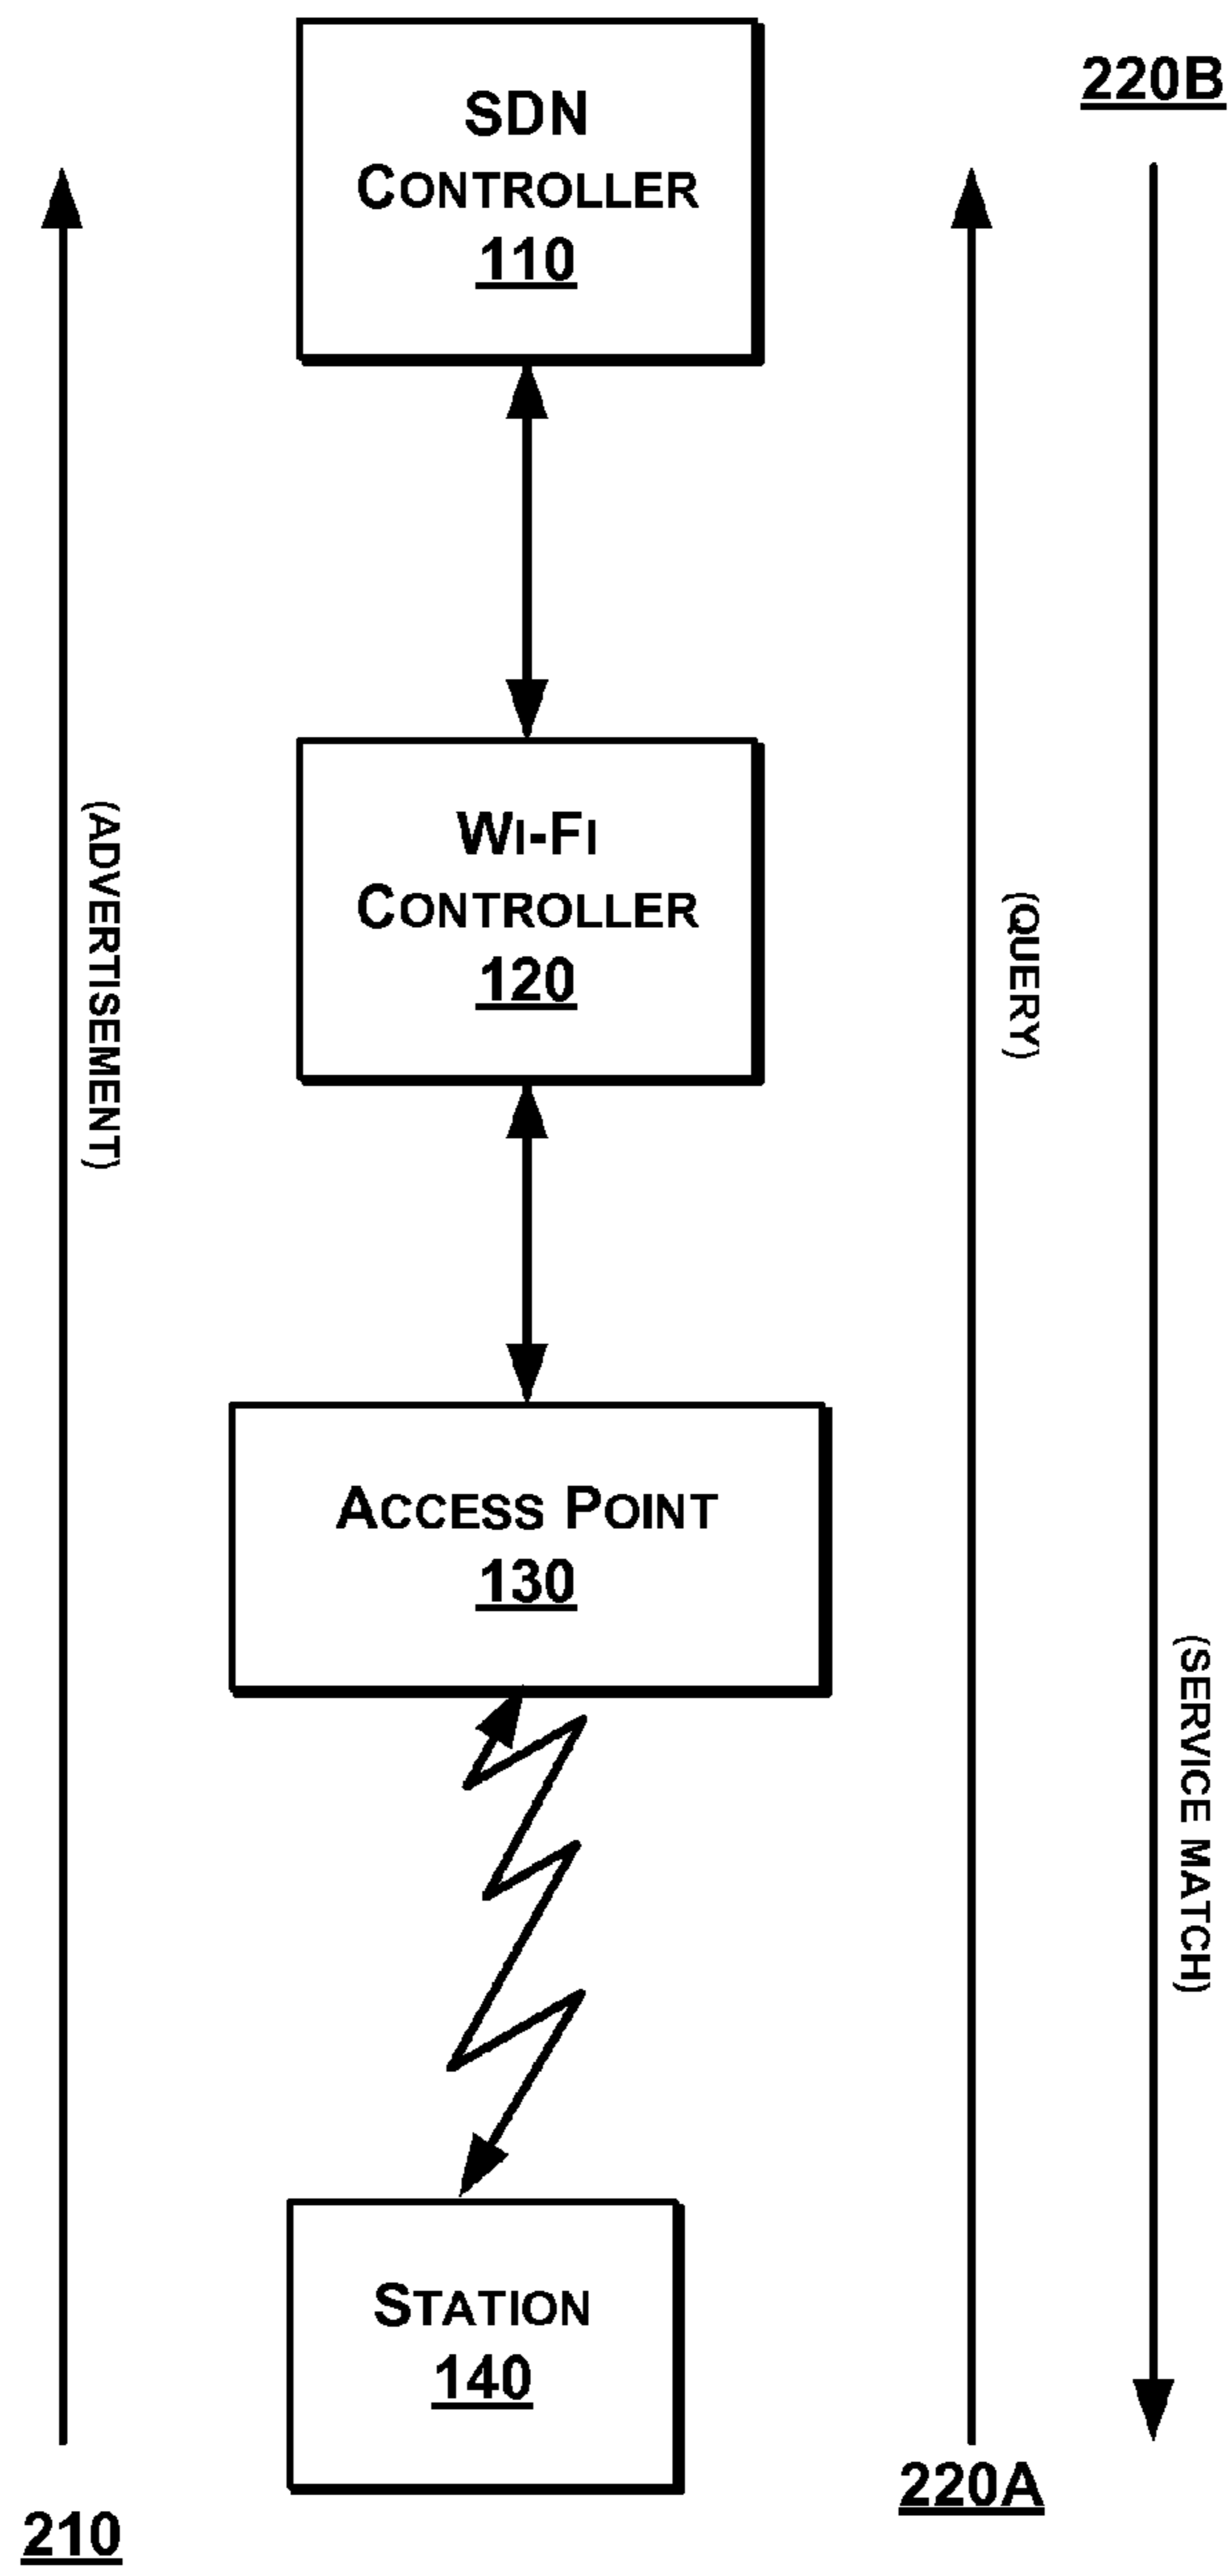 220B
SDN
CONTROLLER
110
(ADVERTISEMENT)
WI-FI
CONTROLLER
120
(QUERY)
ACCESS POINT
130
(SERVICE MATCH)
STATION
140
220A
210